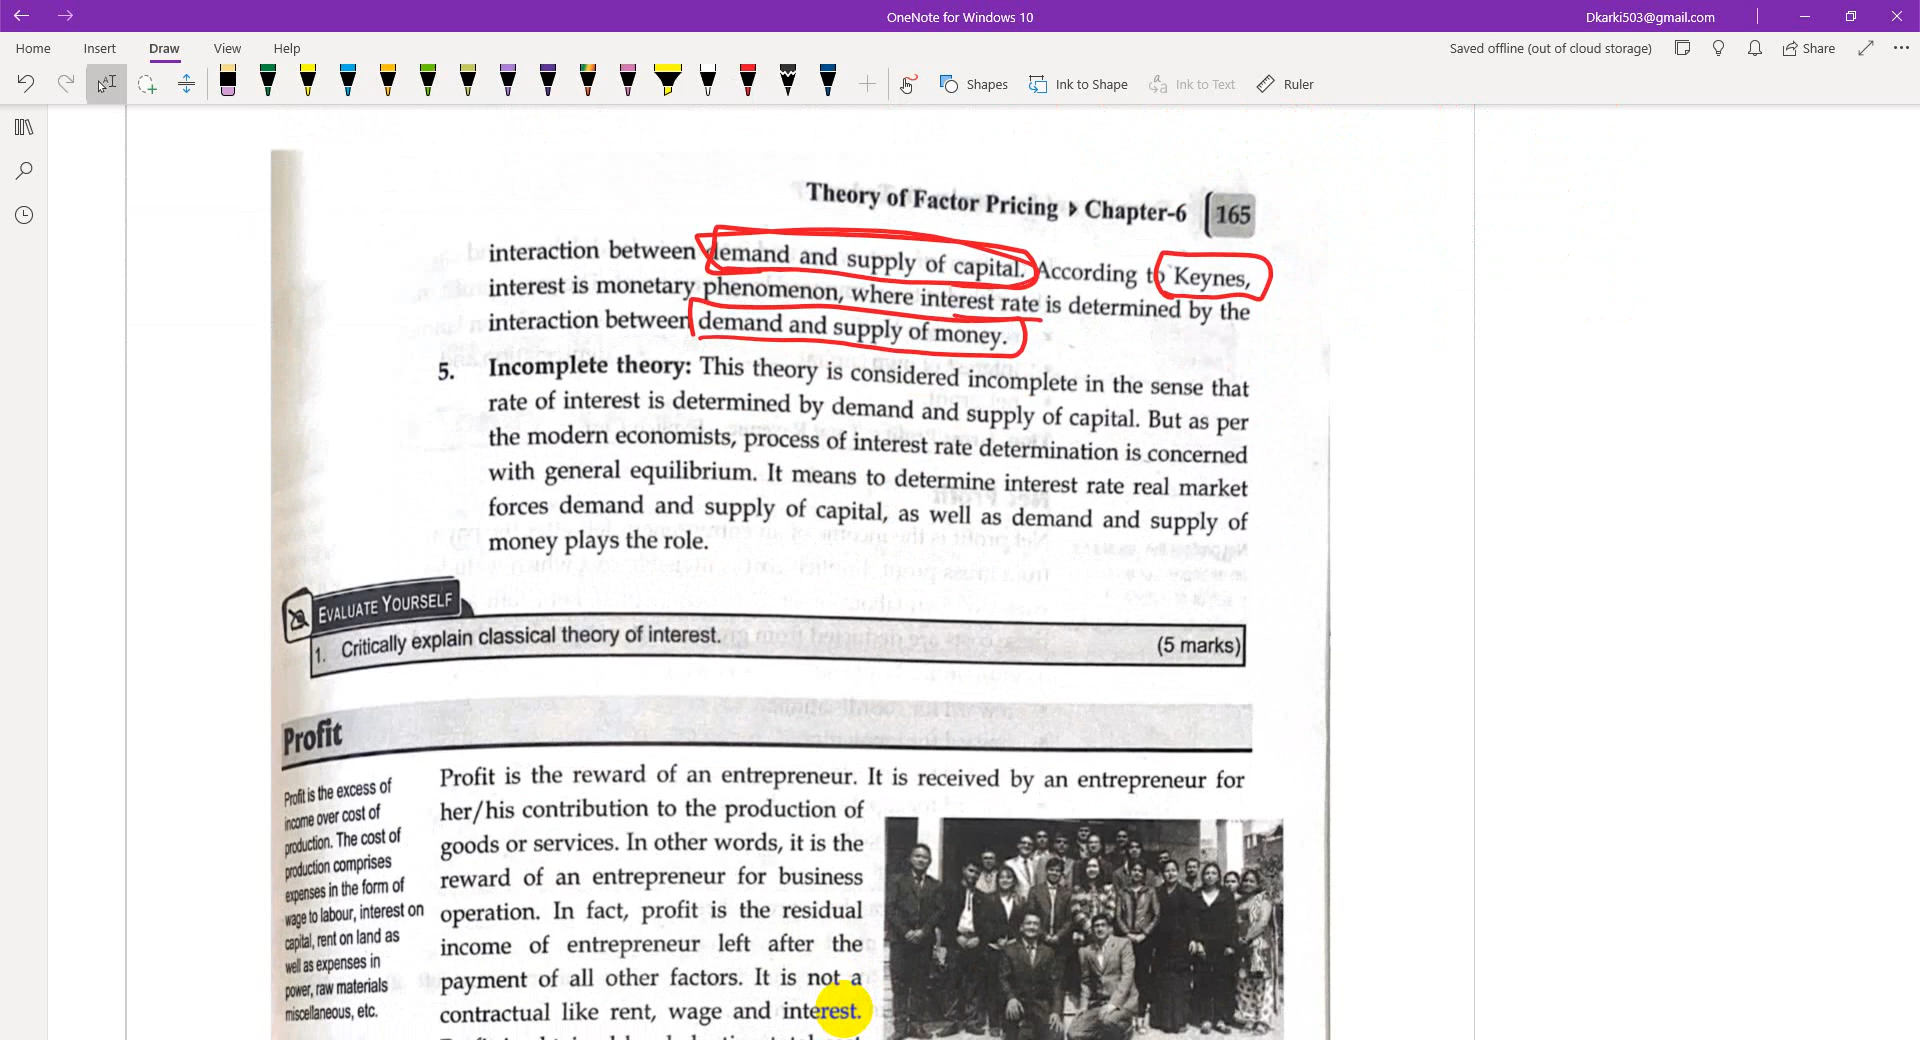 OneNote for Windows 10
Dkarki503@gmail.com
Home Insert Draw View Help
Saved offline (out of cloud storage)
Share
Shapes
Ink to Shape
Ink to Text
Ruler
Theory of Factor Pricing Chapter-6 165
interaction between demand and supply of capital. According to Keynes,
interest is monetary phenomenon, where interest rate is determined by the
interaction between demand and supply of money.
5. Incomplete theory: This theory is considered incomplete in the sense that
rate of interest is determined by demand and supply of capital. But as per
the modern economists, process of interest rate determination is concerned
with general equilibrium. It means to determine interest rate real market
forces demand and supply of capital, as well as demand and supply of
money plays the role.
EVALUATE YOURSELF
1. Critically explain classical theory of interest. (5 marks)
Profit
Profit is the excess of
income over cost of
production. The cost of
production comprises
expenses in the form of
wage to labour, interest on
capital, rent on land as
well as expenses in
power, raw materials
miscellaneous, etc.
Profit is the reward of an entrepreneur. It is received by an entrepreneur for
her/his contribution to the production of
goods or services. In other words, it is the
reward of an entrepreneur for business
operation. In fact, profit is the residual
income of entrepreneur left after the
payment of all other factors. It is not a
contractual like rent, wage and interest.